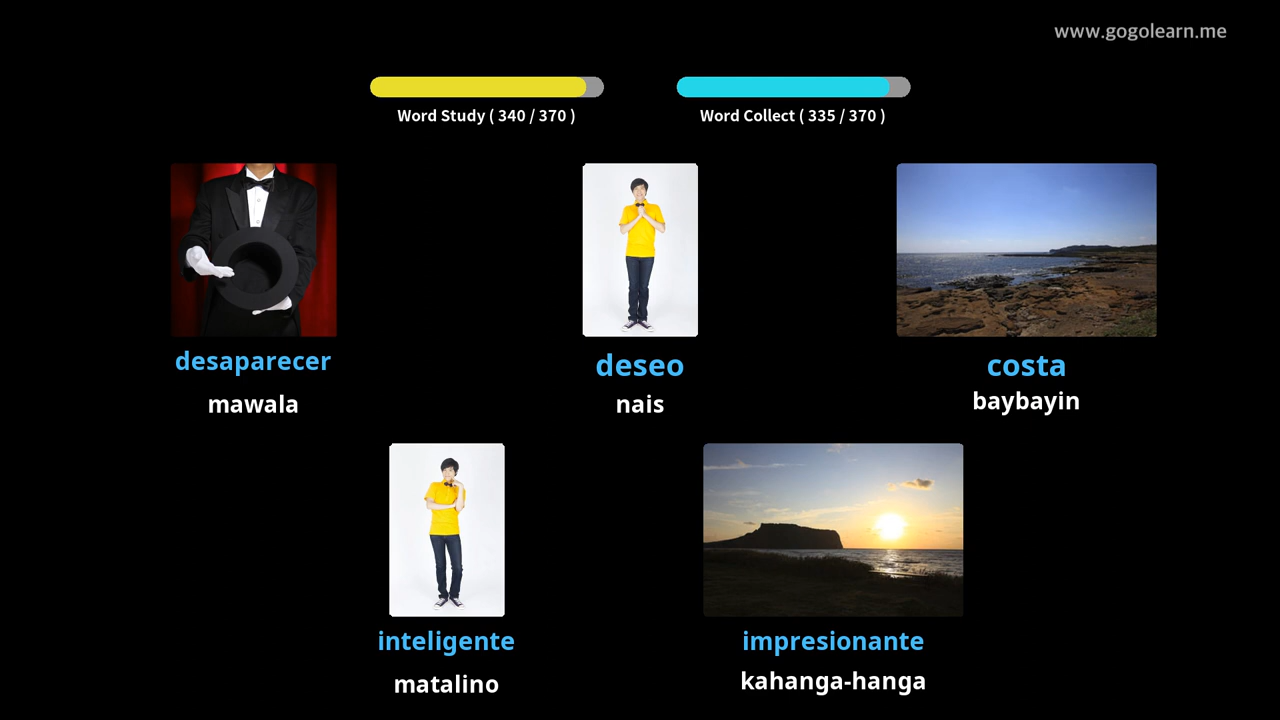 www.gogolearn.me
Word Study ( 340 / 370 )
Word Collect ( 335 / 370 )
desaparecer
mawala
deseo
nais
costa
baybayin
inteligente
matalino
impresionante
kahanga-hanga